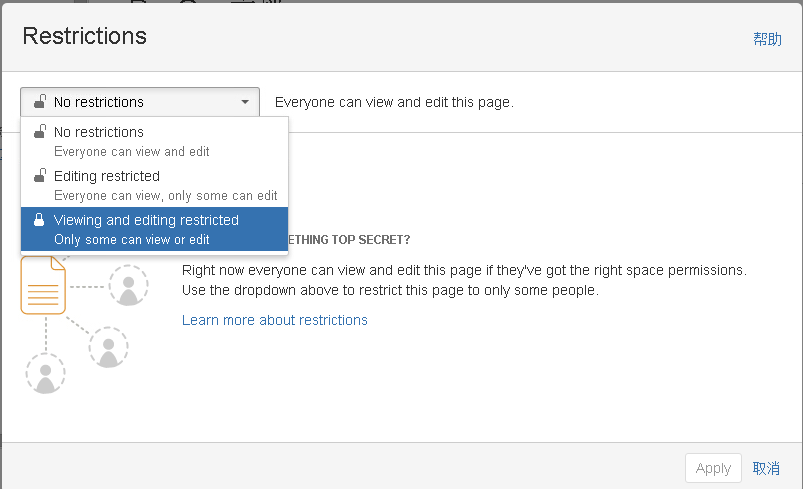 Restrictions
帮助
No restrictions
Everyone can view and edit this page.
No restrictions
Everyone can view and edit
Editing restricted
Everyone can view, only some can edit
Viewing and editing restricted
Only some can view or edit
TOP SECRET?
Right now everyone can view and edit this page if they've got the right space permissions.
Use the dropdown above to restrict this page to only some people.
Learn more about restrictions
Apply
取消